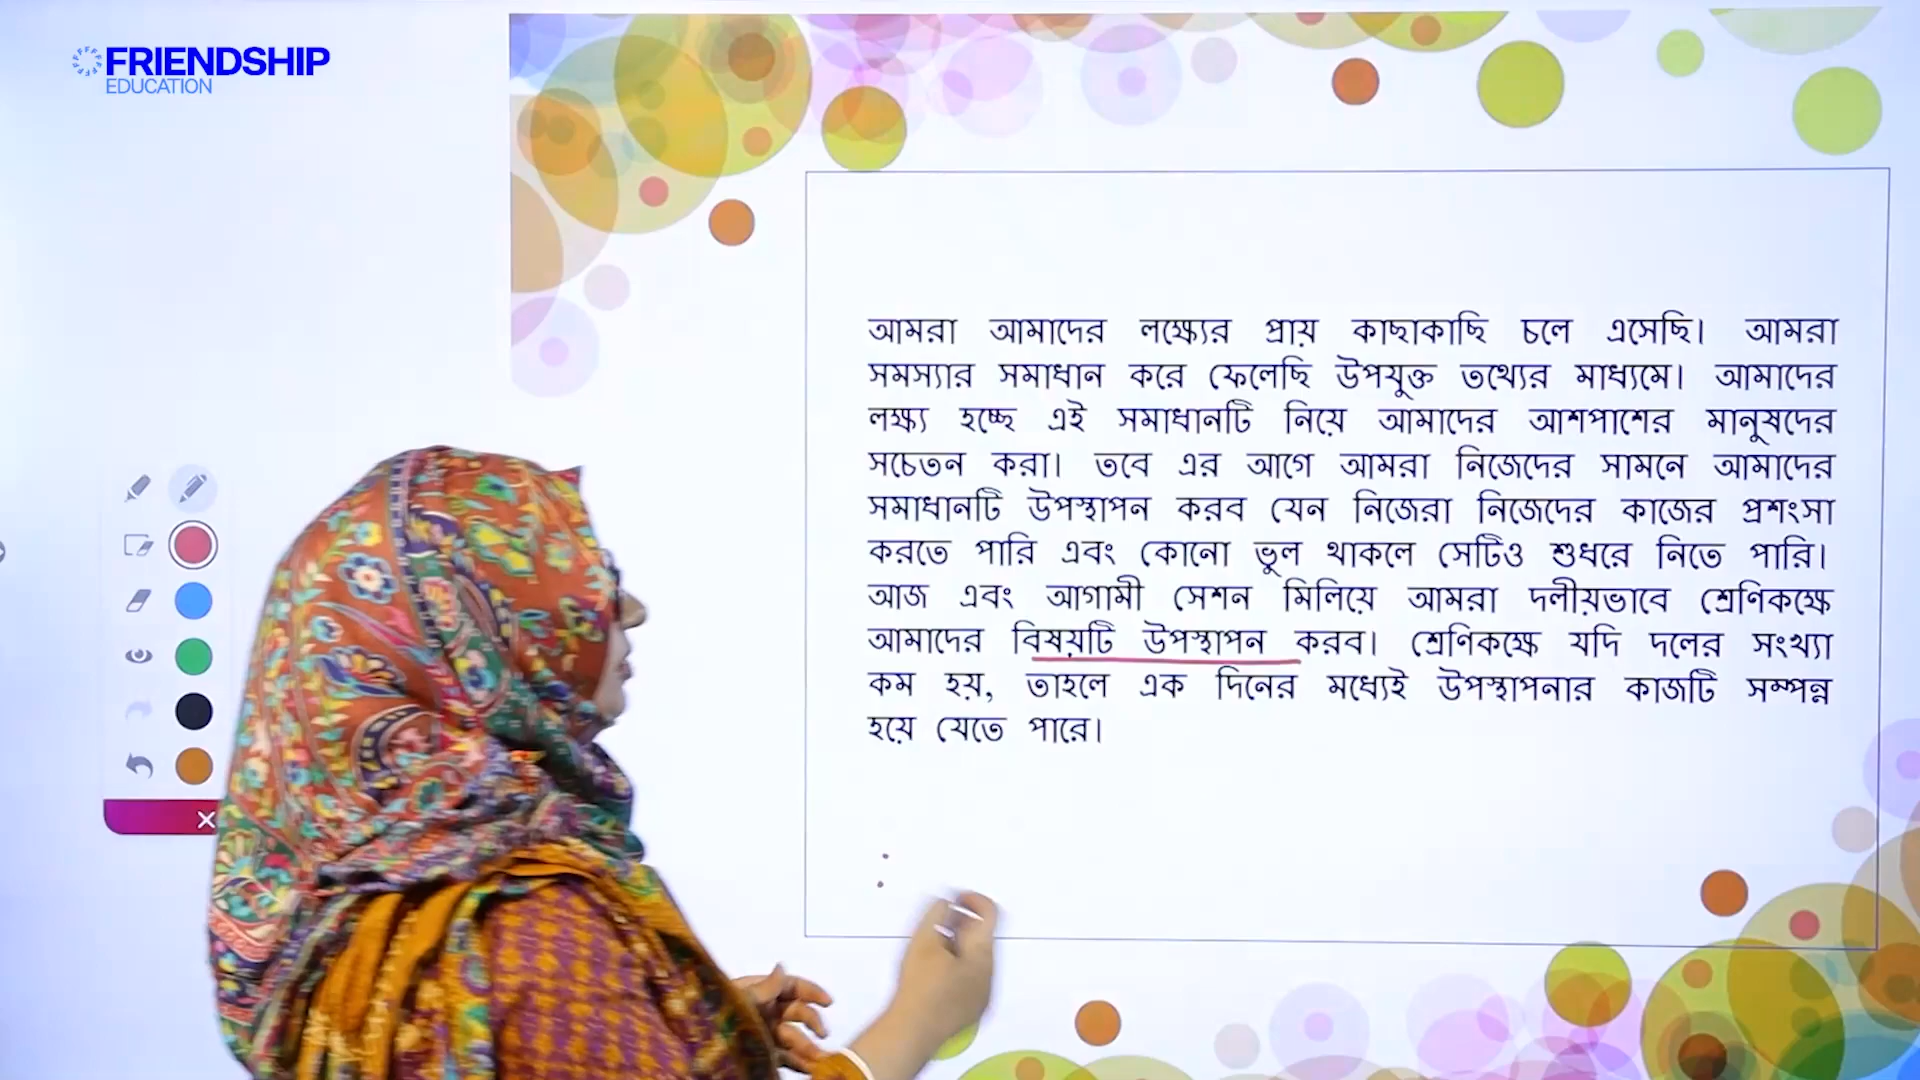 FRIENDSHIP
EDUCATION
আমরা আমাদের লক্ষ্যের প্রায় কাছাকাছি চলে এসেছি। আমরা
সমস্যার সমাধান করে ফেলেছি উপযুক্ত তথ্যের মাধ্যমে। আমাদের
লক্ষ্য হচ্ছে এই সমাধানটি নিয়ে আমাদের আশপাশের মানুষদের
সচেতন করা। তবে এর আগে আমরা নিজেদের সামনে আমাদের
সমাধানটি উপস্থাপন করব যেন নিজেরা নিজেদের কাজের প্রশংসা
করতে পারি এবং কোনো ভুল থাকলে সেটিও শুধরে নিতে পারি।
আজ এবং আগামী সেশন মিলিয়ে আমরা দলীয়ভাবে শ্রেণিকক্ষে
আমাদের বিষয়টি উপস্থাপন করব। শ্রেণিকক্ষে যদি দলের সংখ্যা
কম হয়, তাহলে এক দিনের মধ্যেই উপস্থাপনার কাজটি সম্পন্ন
হয়ে যেতে পারে।